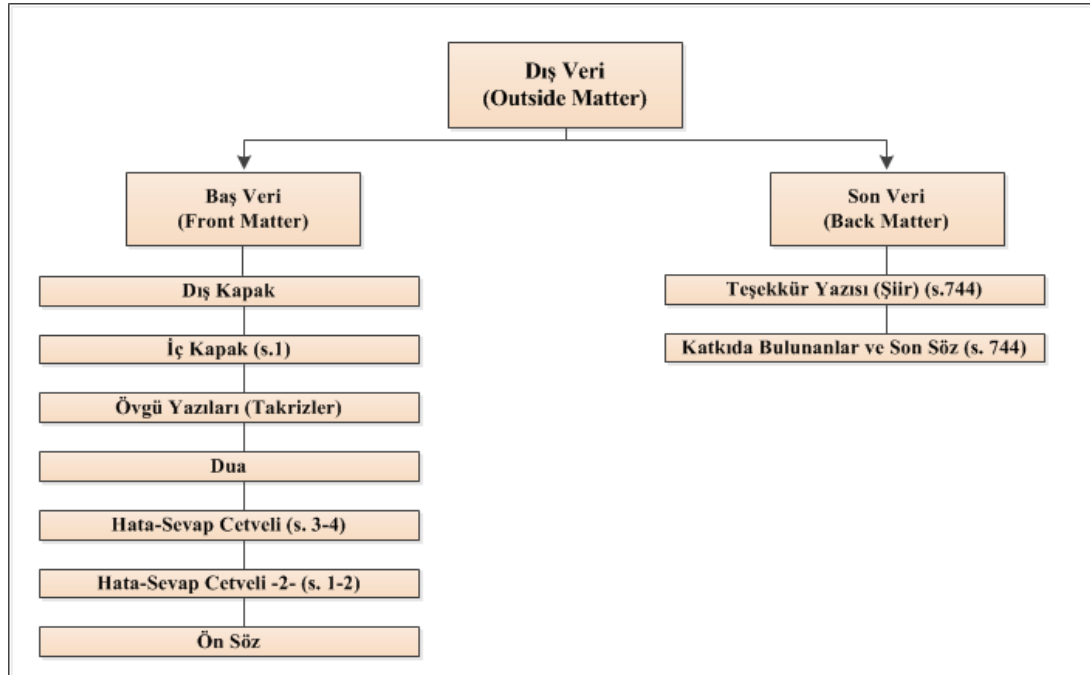 Dış Veri
(Outside Matter)
Baş Veri
(Front Matter)
Dış Kapak
İç Kapak (s.1)
Övgü Yazıları (Takrizler)
Dua
Hata-Sevap Cetveli (s. 3-4)
Hata-Sevap Cetveli -2- (s. 1-2)
Ön Söz
Son Veri
(Back Matter)
Teşekkür Yazısı (Şiir) (s.744)
Katkıda Bulunanlar ve Son Söz (s. 744)